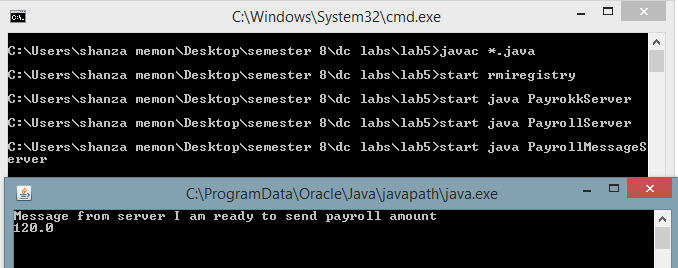 C:\Windows\System32\cmd.exe
C:\Users\shanza memon\Desktop\semester 8\dc labs\lab5>javac *.java
C:\Users\shanza memon\Desktop\semester 8\dc labs\lab5>start rmiregistry
C:\Users\shanza memon\Desktop\semester 8\dc labs\lab5>start java PayrokkServer
C:\Users\shanza memon\Desktop\semester 8\dc labs\lab5>start java PayrollServer
C:\Users\shanza memon\Desktop\semester 8\dc labs\lab5>start java PayrollMessageS
erver
C:\ProgramData\Oracle\Java\javapath\java.exe
Message from server I am ready to send payroll amount
120.0